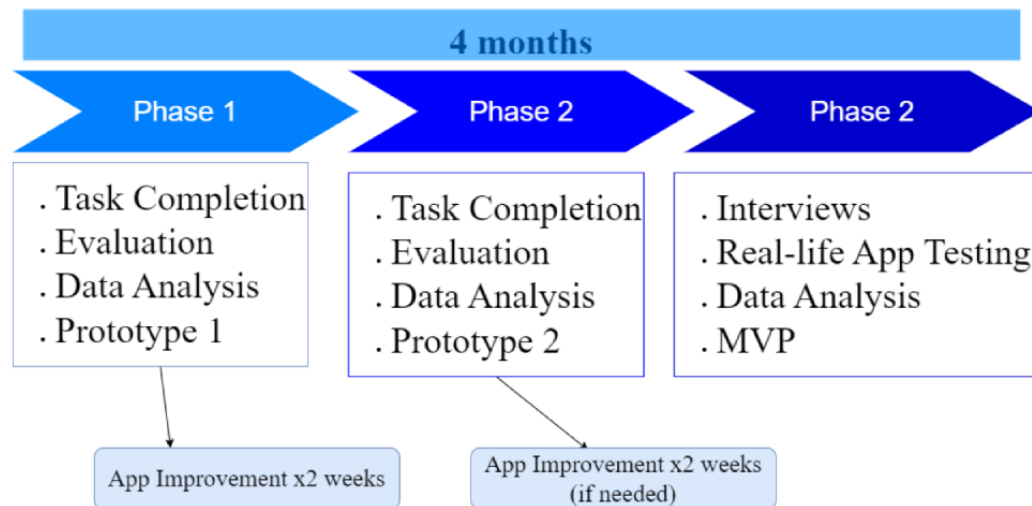 4 months
Phase 1
Phase 2
Phase 2
. Task Completion
. Evaluation
. Data Analysis
. Prototype 1
. Task Completion
. Evaluation
. Data Analysis
. Prototype 2
. Interviews
. Real-life App Testing
. Data Analysis
. MVP
App Improvement x2 weeks
App Improvement x2 weeks
(if needed)